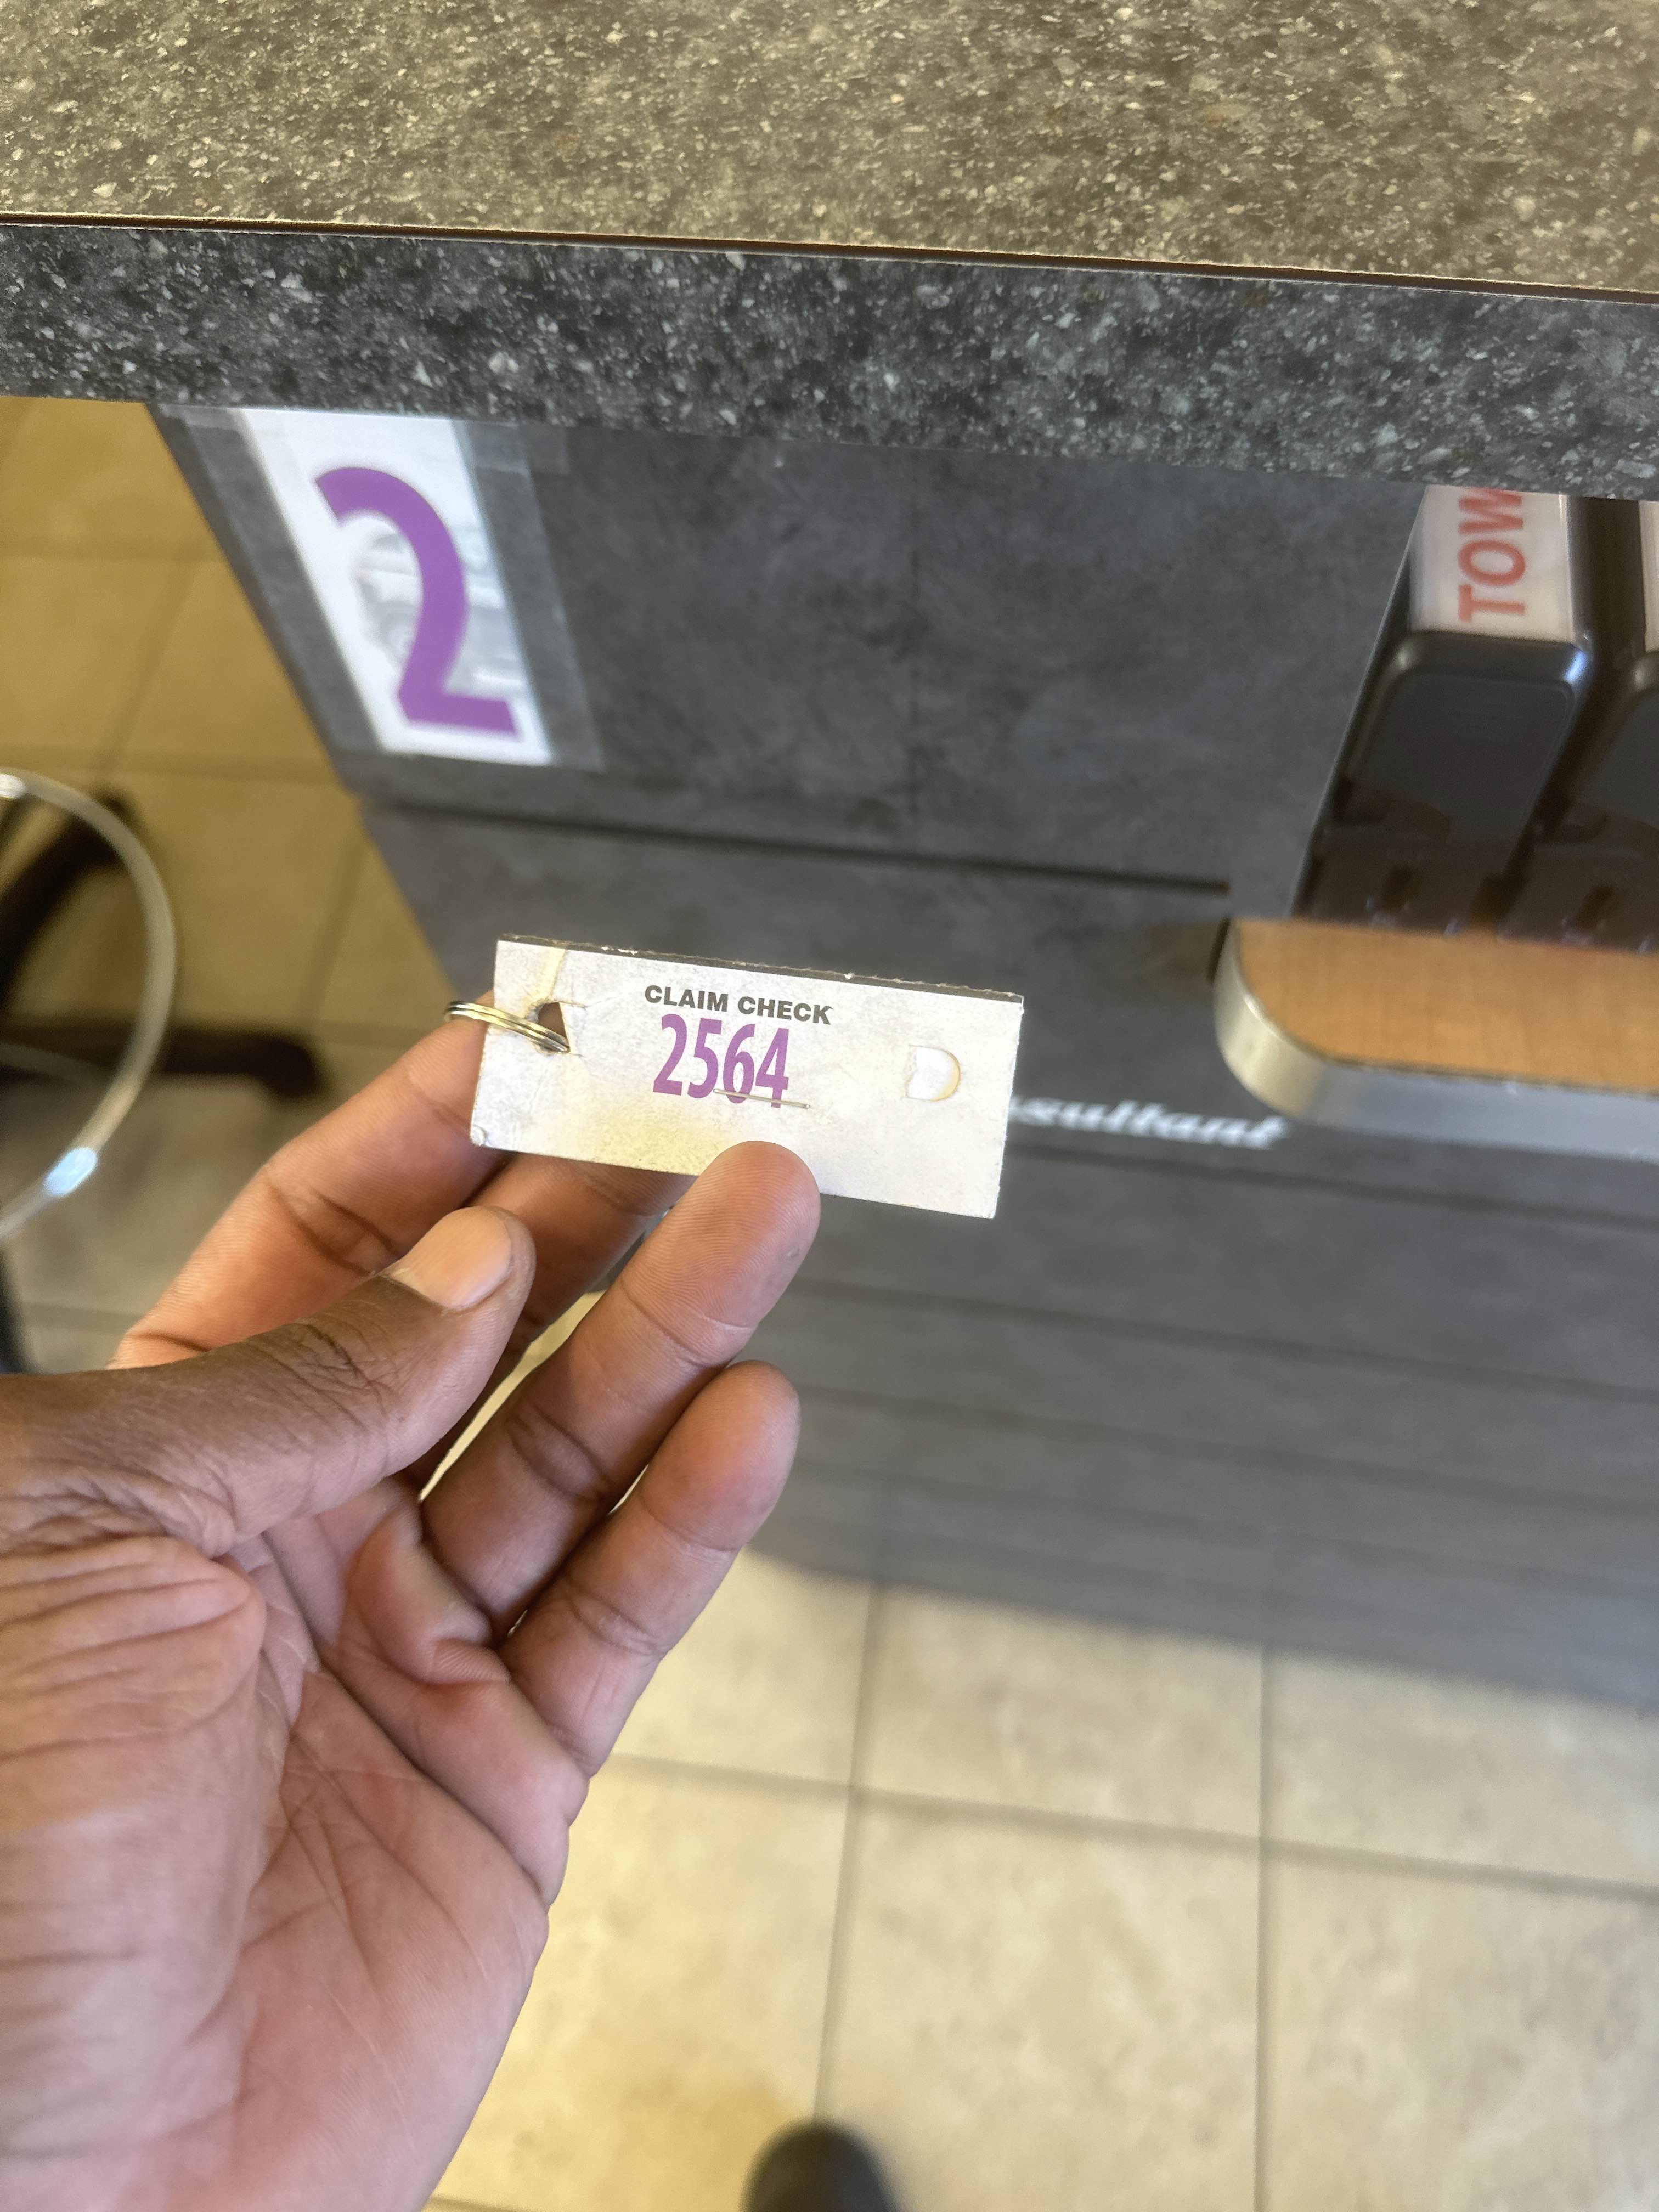 2
TOW
CLAIM CHECK
2564
sultant